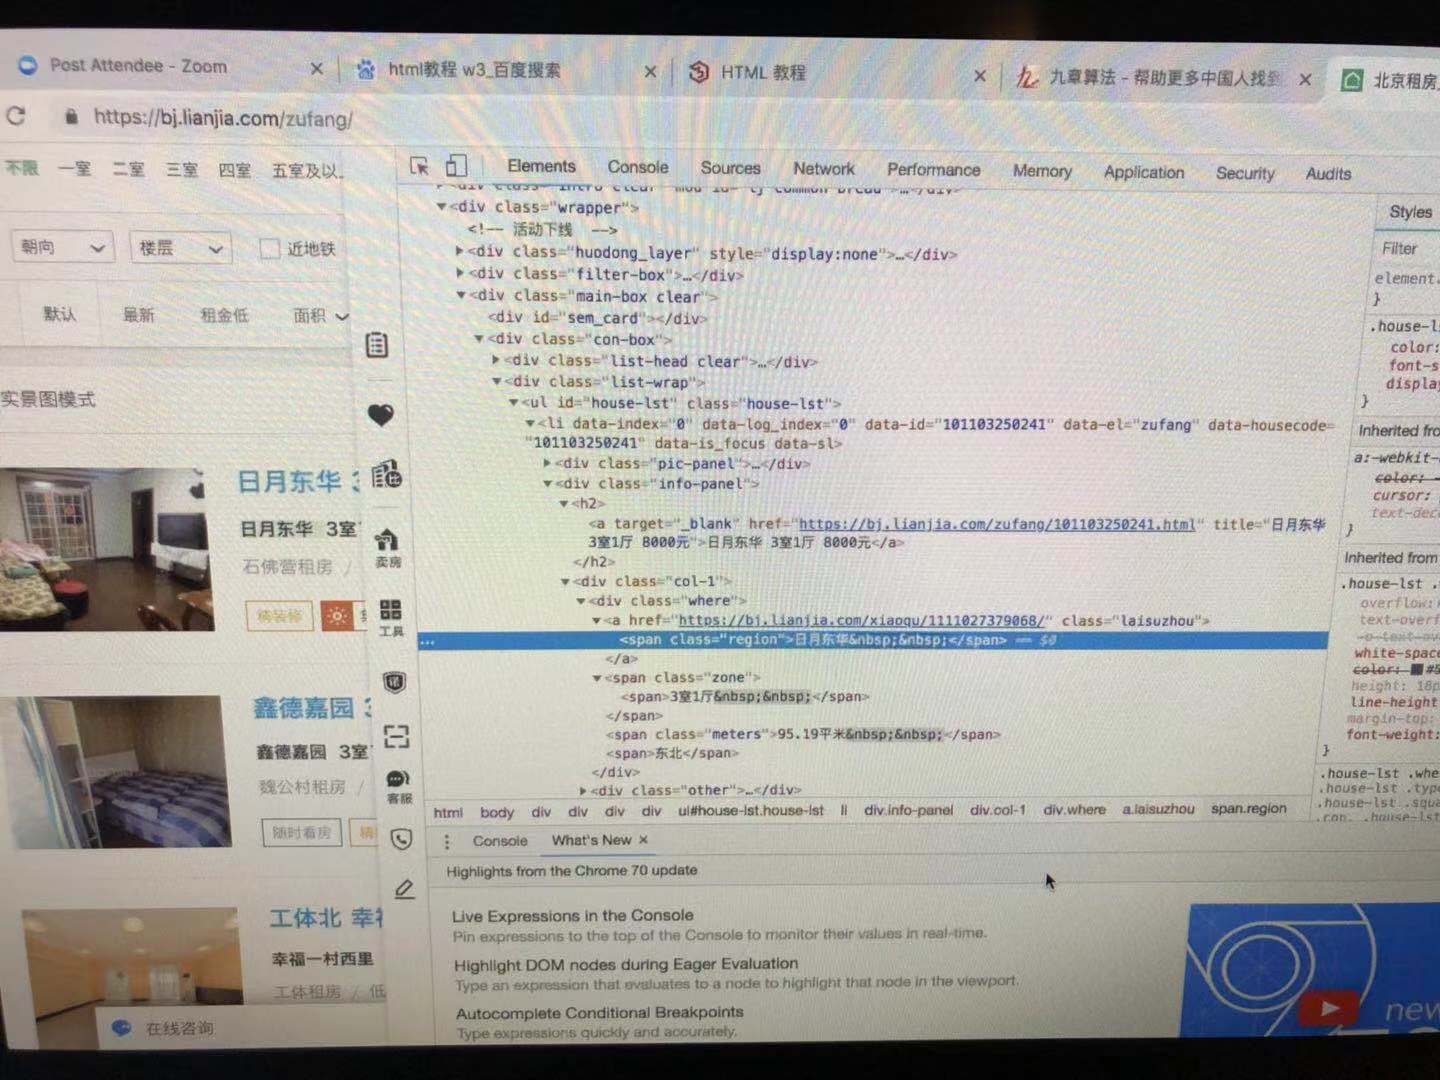 Post Attendee - Zoom
html教程 w3_百度搜索
HTML 教程
九章算法 - 帮助更多中国人找到
北京租房
https://bj.lianjia.com/zufang/
不限 一室 二室 三室 四室 五室及以
朝向 楼层 近地铁
默认 最新 租金低 面积
实景图模式
日月东华 3
日月东华 3室
石佛营租房 /
精装修
鑫德嘉园 3
鑫德嘉园 3室
魏公村租房 /
随时看房
工体北 幸
幸福一村西里
工体租房 / 低
在线咨询
卖房
工具
客服
Elements Console Sources Network Performance Memory Application Security Audits
▼<div class="wrapper">
<!-- 活动下线 -->
▶<div class="huodong_layer" style="display:none">…</div>
▶<div class="filter-box">…</div>
▼<div class="main-box clear">
<div id="sem_card"></div>
▼<div class="con-box">
▶<div class="list-head clear">…</div>
▼<div class="list-wrap">
▼<ul id="house-lst" class="house-lst">
▼<li data-index="0" data-log_index="0" data-id="101103250241" data-el="zufang" data-housecode=
"101103250241" data-is_focus data-sl>
▶<div class="pic-panel">…</div>
▼<div class="info-panel">
▼<h2>
<a target="_blank" href="https://bj.lianjia.com/zufang/101103250241.html" title="日月东华
3室1厅 8000元">日月东华 3室1厅 8000元</a>
</h2>
▼<div class="col-1">
▼<div class="where">
▼<a href="https://bj.lianjia.com/xiaoqu/1111027379068/" class="laisuzhou">
… <span class="region">日月东华&nbsp;&nbsp;</span> == $0
</a>
▼<span class="zone">
<span>3室1厅&nbsp;&nbsp;</span>
</span>
<span class="meters">95.19平米&nbsp;&nbsp;</span>
<span>东北</span>
</div>
▶<div class="other">…</div>
html body div div div div ul#house-lst.house-lst li div.info-panel div.col-1 div.where a.laisuzhou span.region
Console What's New ×
Highlights from the Chrome 70 update
Live Expressions in the Console
Pin expressions to the top of the Console to monitor their values in real-time.
Highlight DOM nodes during Eager Evaluation
Type an expression that evaluates to a node to highlight that node in the viewport.
Autocomplete Conditional Breakpoints
Type expressions quickly and accurately.
new
Styles
Filter
element.
}
.house-ls
color:
font-s
display
}
Inherited fro
a:-webkit-
color:
cursor:
text-deco
}
Inherited from
.house-lst .
overflow:
text-overf
-o-text-ov
white-space
color: #5
height: 18p
line-height
margin-top:
font-weight:
}
.house-lst .whe
.house-lst .typ
.house-lst .squa
.con, .house-lst